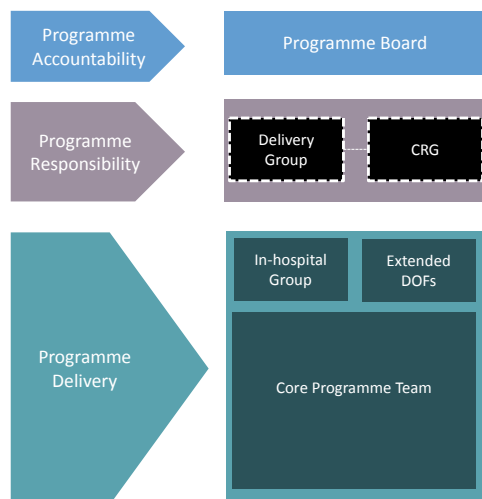 Programme
Accountability
Programme Board
Programme
Responsibility
Delivery
Group
CRG
Programme
Delivery
In-hospital
Group
Extended
DOFs
Core Programme Team